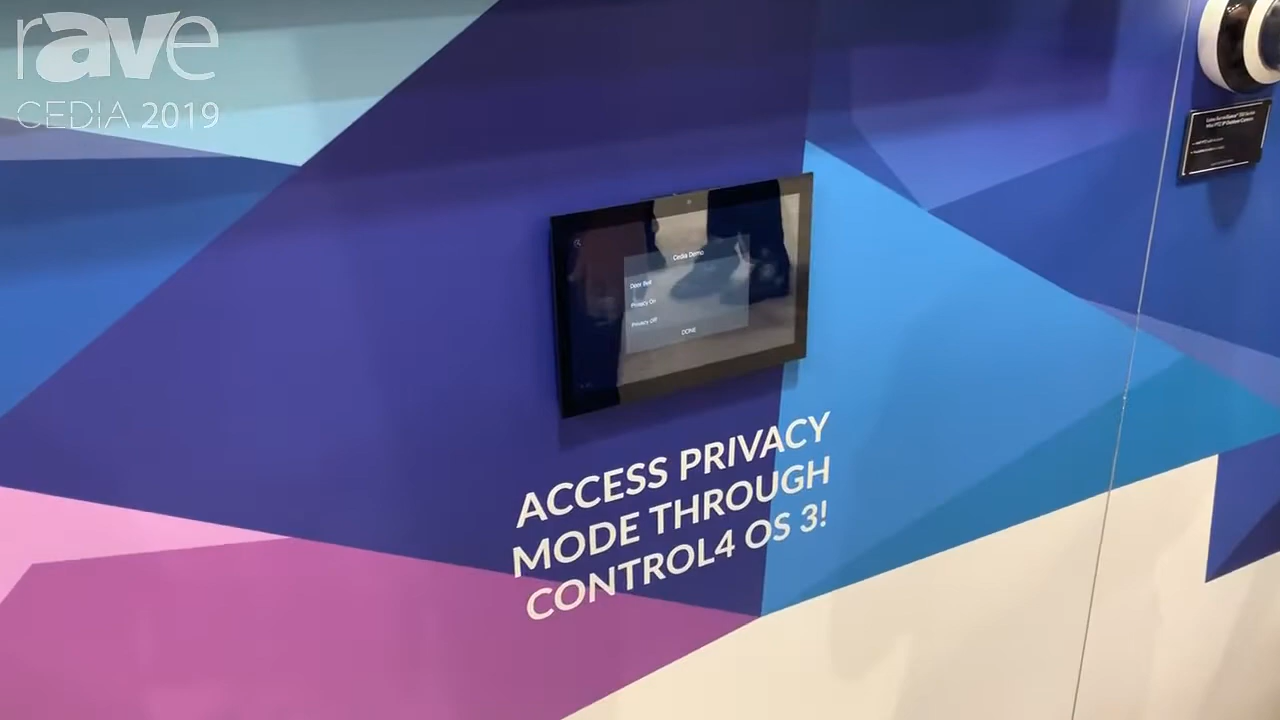 rAVe
CEDIA 2019
Cedia Demo
Door Bell
Privacy On
Privacy Off
DONE
ACCESS PRIVACY
MODE THROUGH
CONTROL4 OS 3!